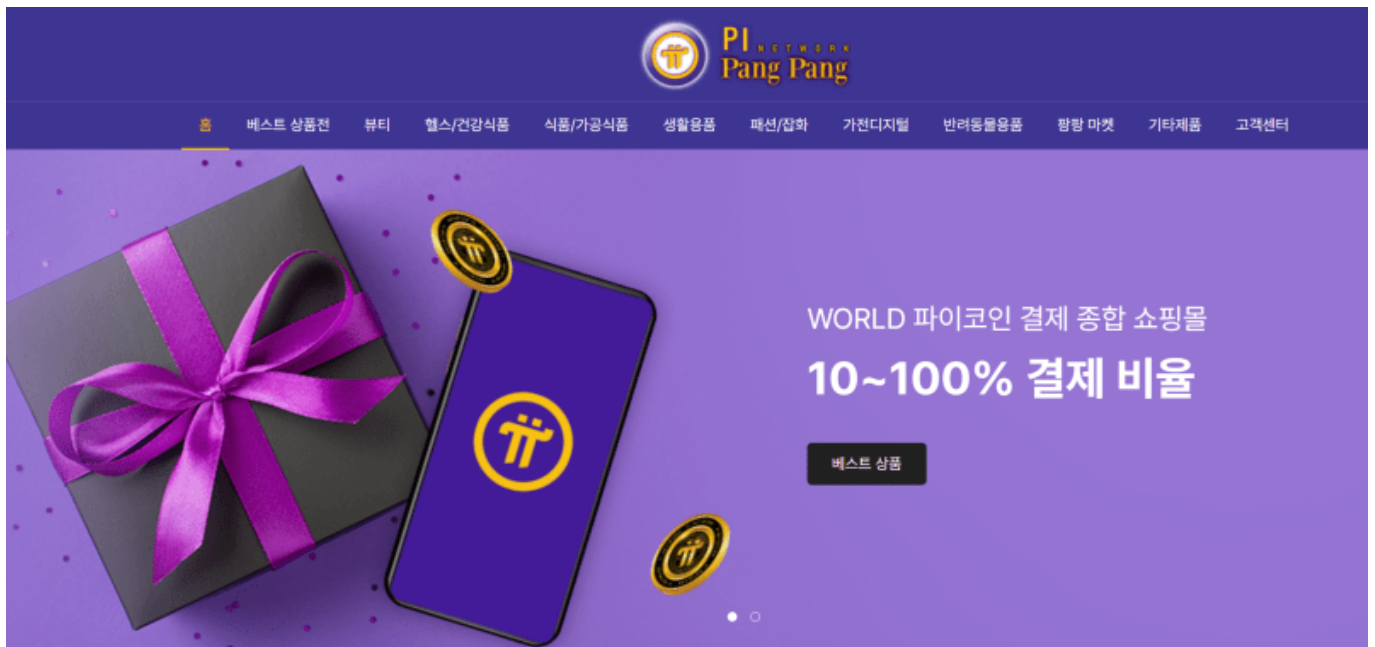 PI NETWORK
Pang Pang
홈 베스트 상품전 뷰티 헬스/건강식품 식품/가공식품 생활용품 패션/잡화 가전디지털 반려동물용품 팡팡 마켓 기타제품 고객센터
WORLD 파이코인 결제 종합 쇼핑몰
10~100% 결제 비율
베스트 상품